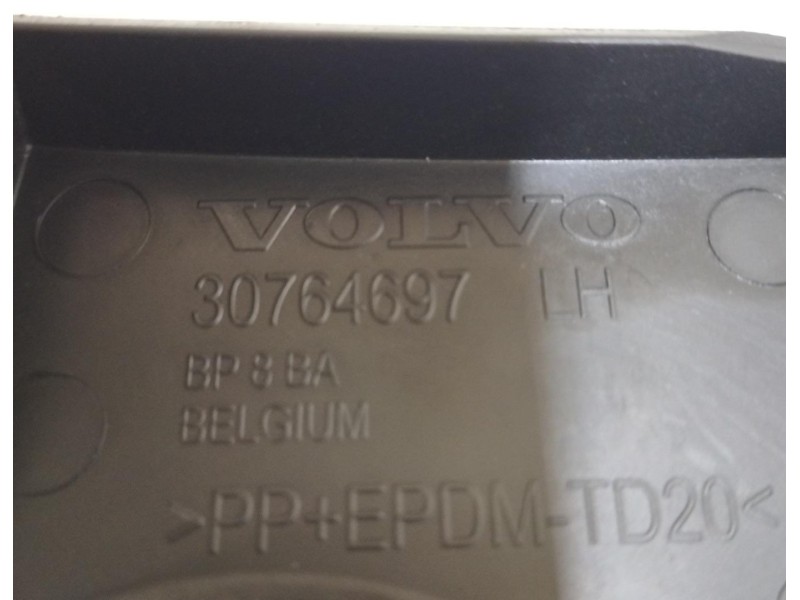 VOLVO
30764697 LH
BP 8 BA
BELGIUM
>PP+EPDM-TD20<